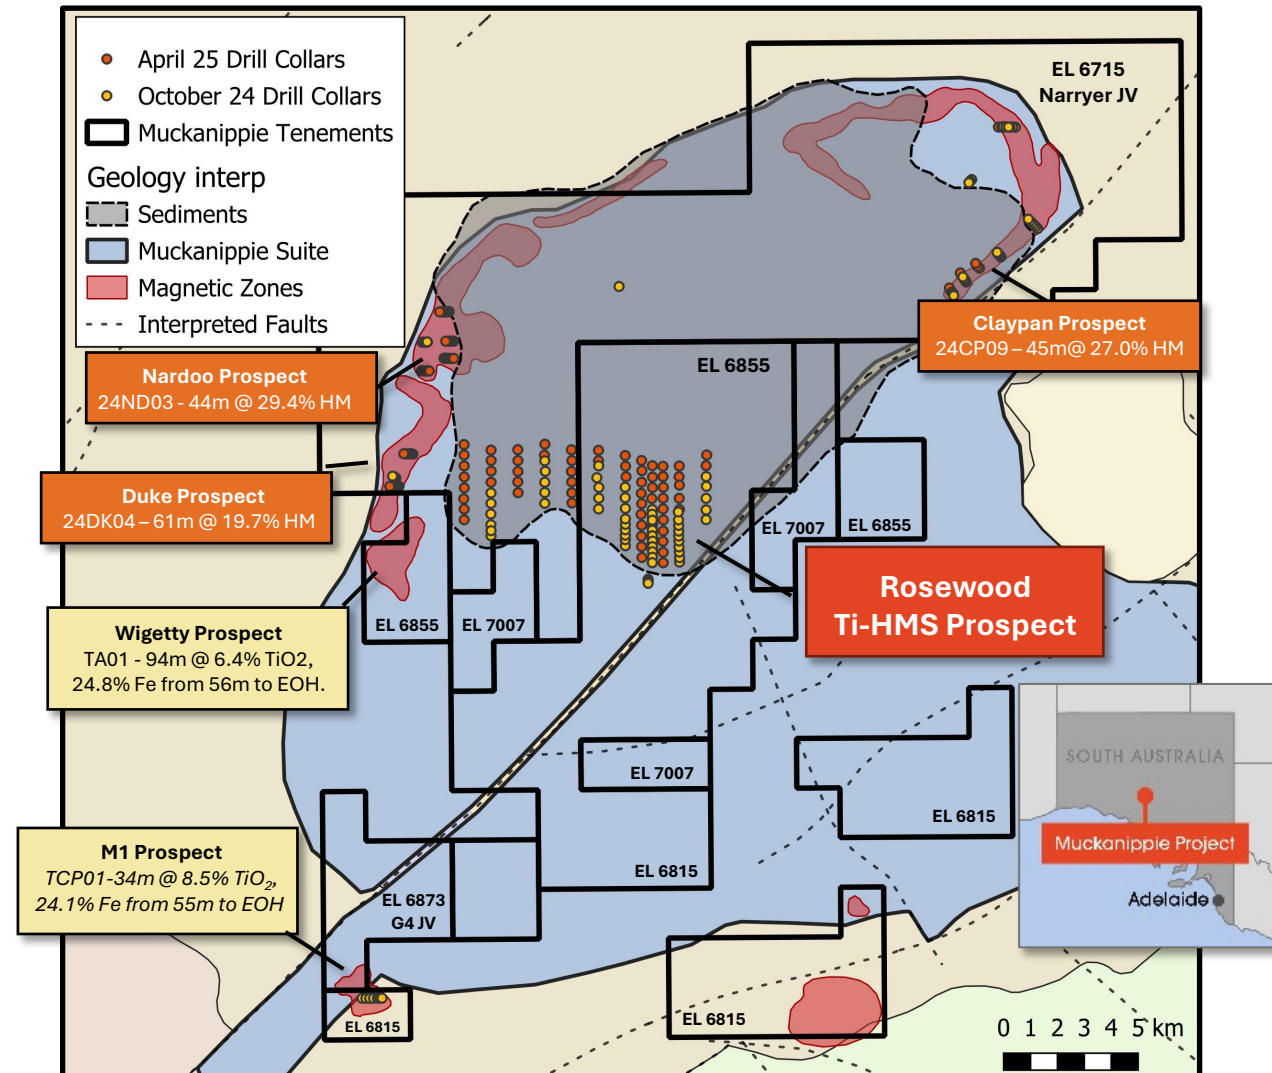 April 25 Drill Collars
October 24 Drill Collars
Muckanippie Tenements
Geology interp
Sediments
Muckanippie Suite
Magnetic Zones
Interpreted Faults
EL 6715
Narryer JV
Claypan Prospect
24CP09 – 45m@ 27.0% HM
Nardoo Prospect
24ND03 - 44m @ 29.4% HM
EL 6855
Duke Prospect
24DK04 – 61m @ 19.7% HM
EL 7007
EL 6855
Rosewood
Ti-HMS Prospect
Wigetty Prospect
TA01 - 94m @ 6.4% TiO2,
24.8% Fe from 56m to EOH.
EL 6855
EL 7007
EL 7007
EL 6815
SOUTH AUSTRALIA
Muckanippie Project
Adelaide
M1 Prospect
TCP01-34m @ 8.5% TiO₂,
24.1% Fe from 55m to EOH
EL 6815
EL 6873
G4 JV
EL 6815
EL 6815
0 1 2 3 4 5 km